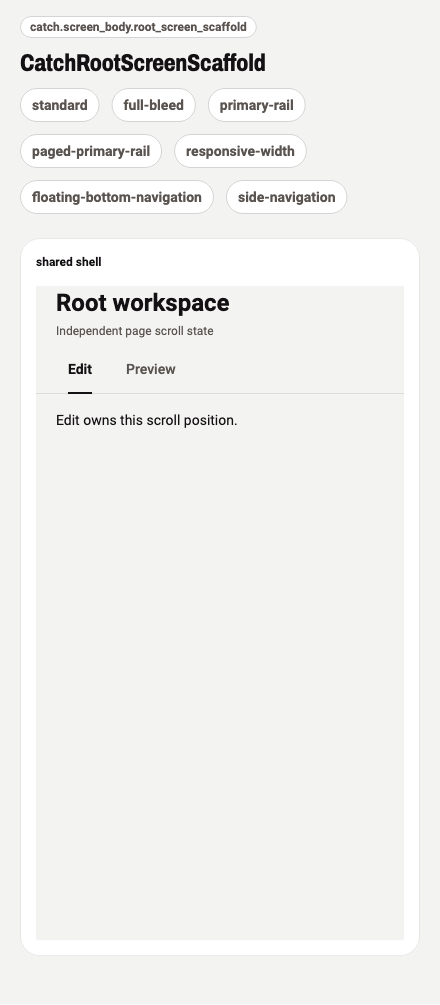 catch.screen_body.root_screen_scaffold
CatchRootScreenScaffold
standard full-bleed primary-rail
paged-primary-rail responsive-width
floating-bottom-navigation side-navigation
shared shell
Root workspace
Independent page scroll state
Edit Preview
Edit owns this scroll position.